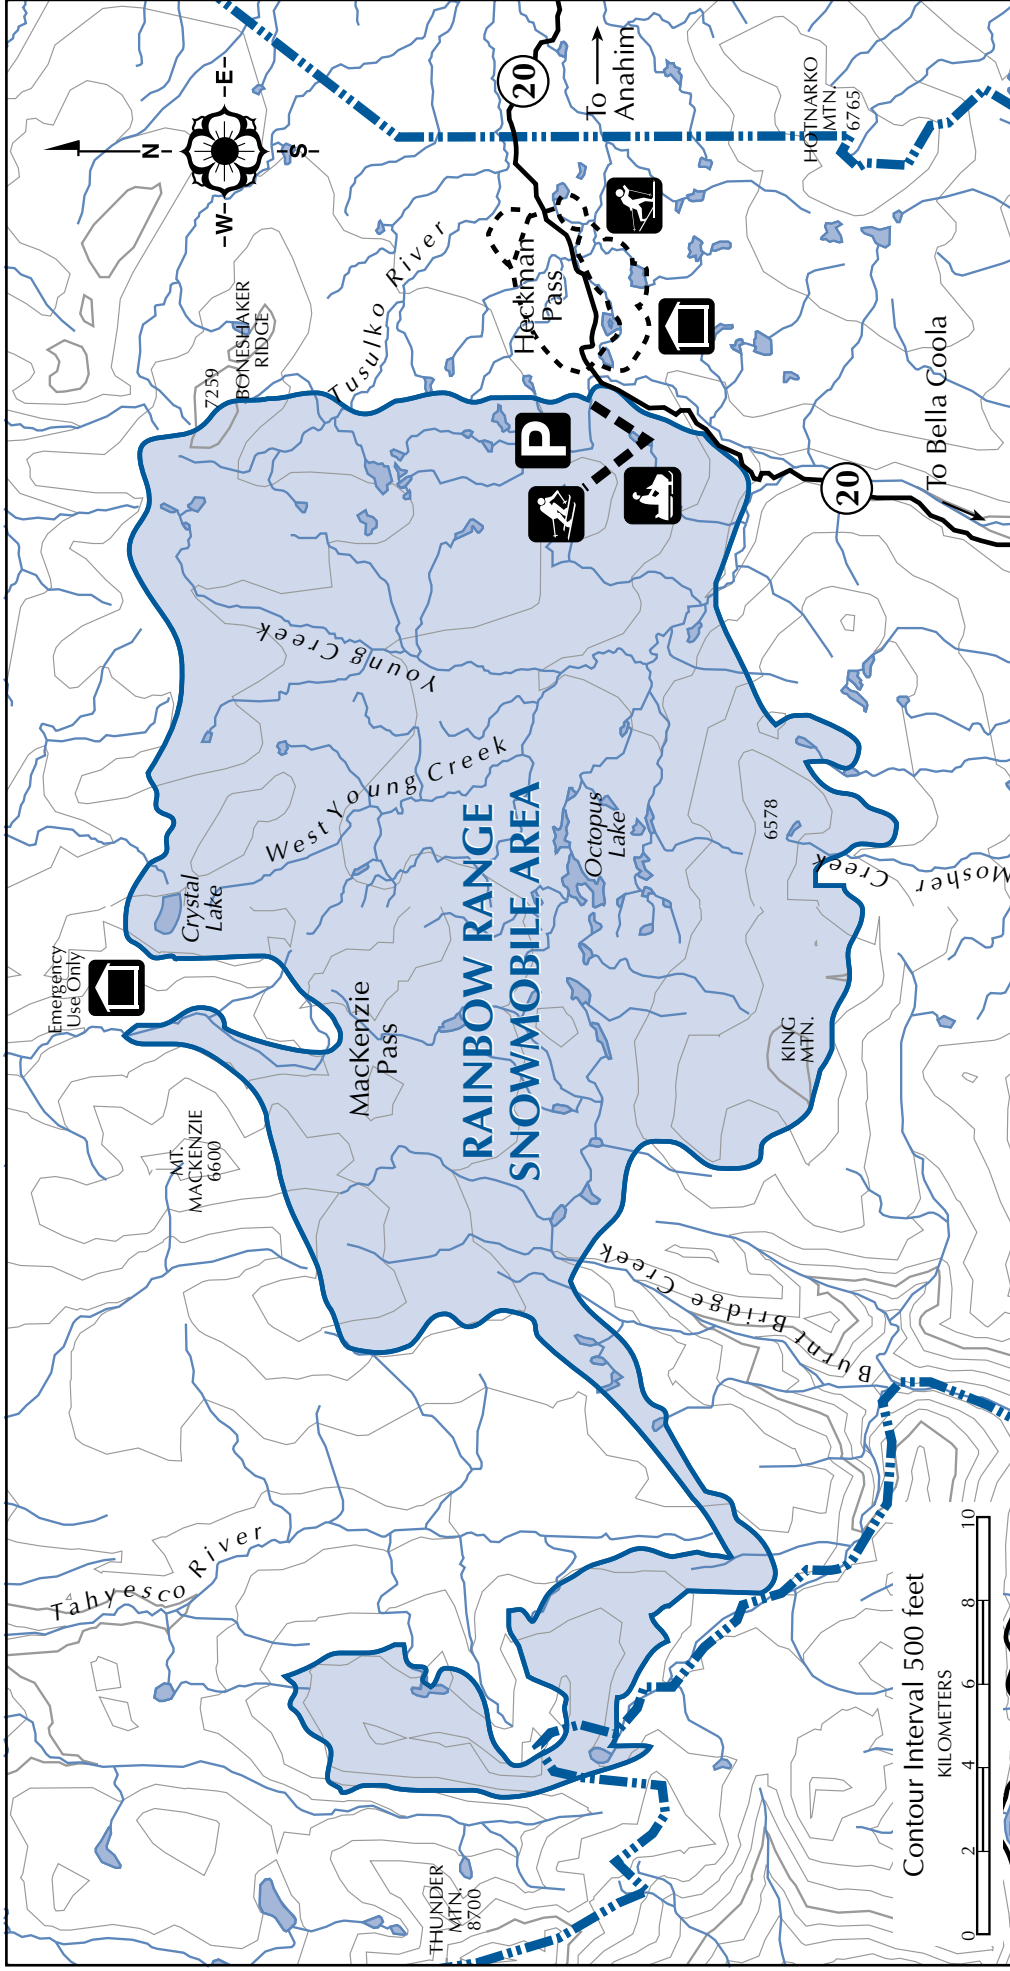 N
W
E
S
20
To
Anahim
HOTNARKO
MTN.
6765
Tusulko River
7259
BONESHAKER
RIDGE
Heckman
Pass
P
To Bella Coola
20
Young Creek
West Young Creek
Octopus
Lake
6578
Mosher Creek
Crystal
Lake
Emergency
Use Only
MacKenzie
Pass
RAINBOW RANGE
SNOWMOBILE AREA
KING
MTN.
MT.
MACKENZIE
6600
Burnt Bridge Creek
Tahyesco River
THUNDER
MTN.
8700
Contour Interval 500 feet
KILOMETERS
0 2 4 6 8 10